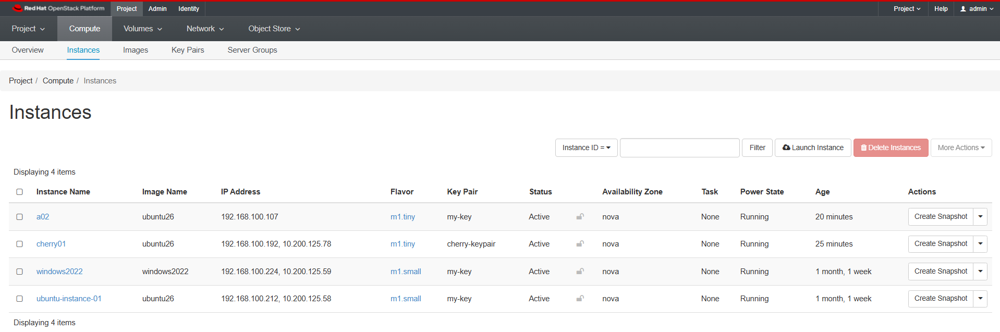 Red Hat OpenStack Platform Project Admin Identity Project Help admin
Project Compute Volumes Network Object Store
Overview Instances Images Key Pairs Server Groups
Project / Compute / Instances
Instances
Instance ID = Filter Launch Instance Delete Instances More Actions
Displaying 4 items
Instance Name Image Name IP Address Flavor Key Pair Status Availability Zone Task Power State Age Actions
a02 ubuntu26 192.168.100.107 m1.tiny my-key Active nova None Running 20 minutes Create Snapshot
cherry01 ubuntu26 192.168.100.192, 10.200.125.78 m1.tiny cherry-keypair Active nova None Running 25 minutes Create Snapshot
windows2022 windows2022 192.168.100.224, 10.200.125.59 m1.small my-key Active nova None Running 1 month, 1 week Create Snapshot
ubuntu-instance-01 ubuntu26 192.168.100.212, 10.200.125.58 m1.small my-key Active nova None Running 1 month, 1 week Create Snapshot
Displaying 4 items